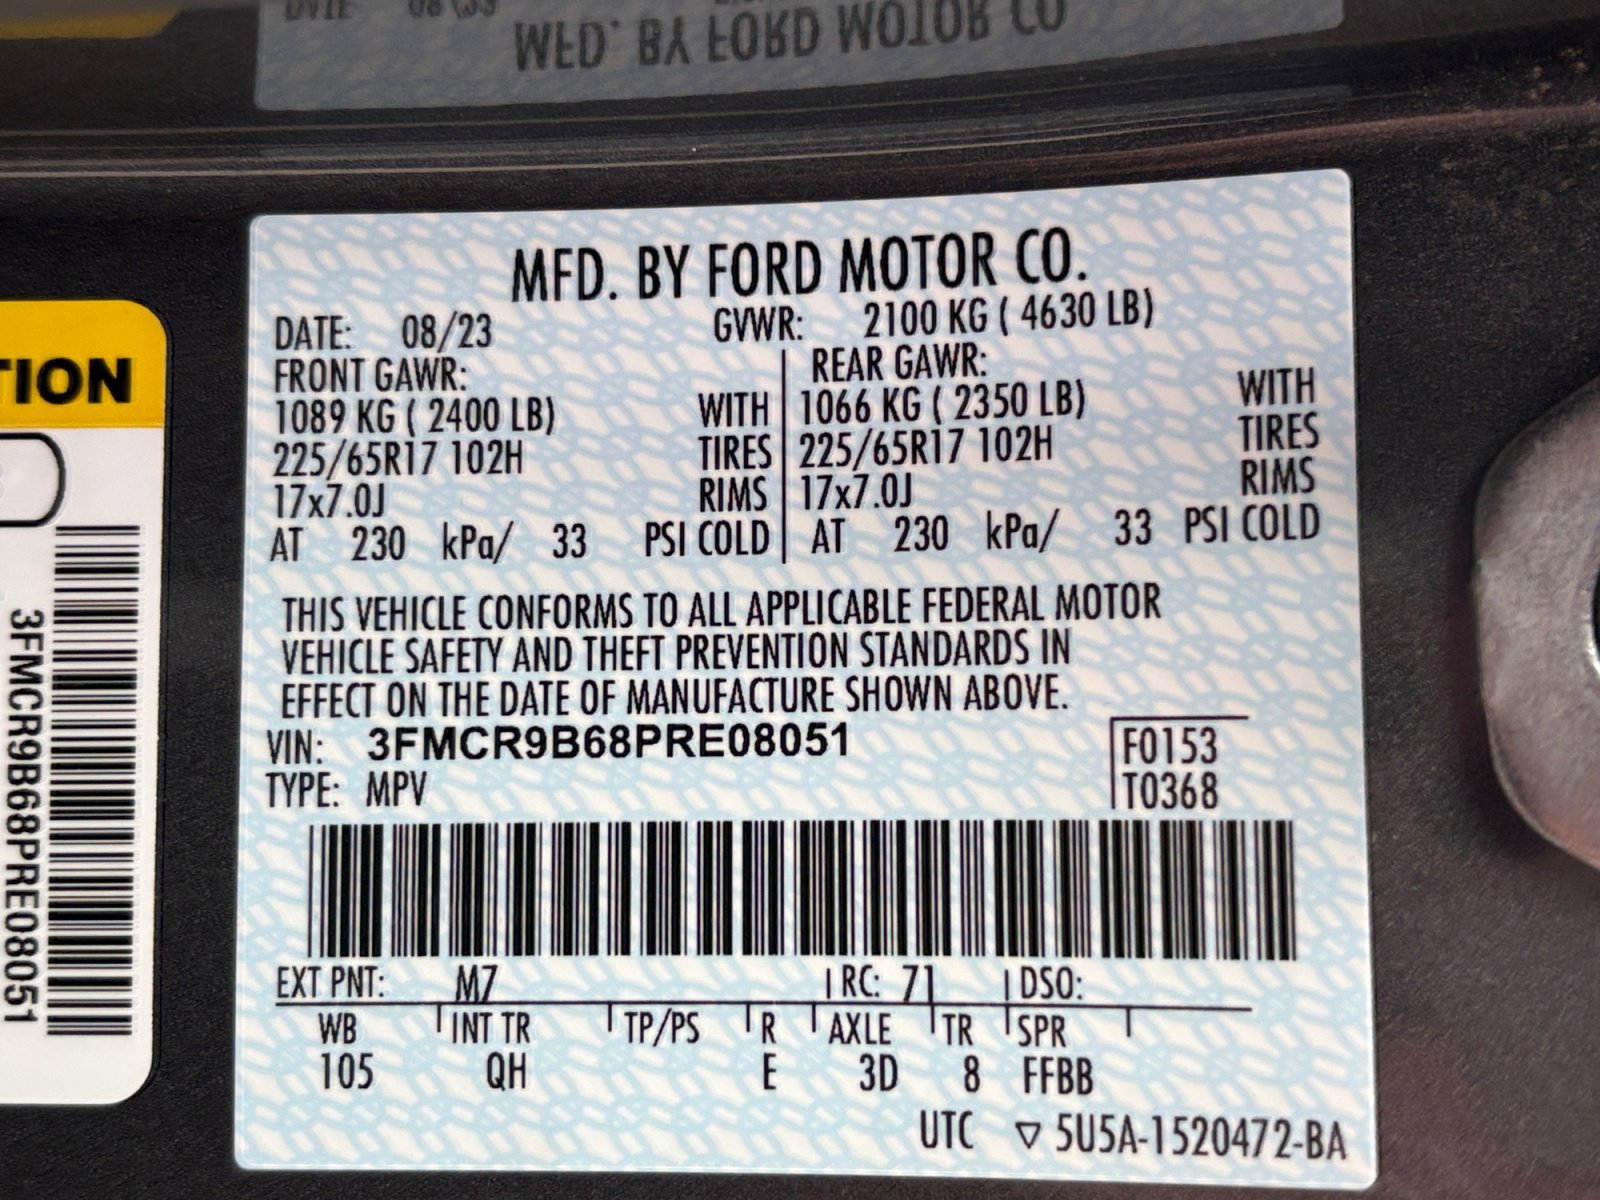 MFD. BY FORD MOTOR CO
MFD. BY FORD MOTOR CO.
DATE: 08/23 GVWR: 2100 KG ( 4630 LB)
FRONT GAWR: REAR GAWR:
1089 KG ( 2400 LB) WITH 1066 KG ( 2350 LB) WITH
225/65R17 102H TIRES 225/65R17 102H TIRES
17x7.0J RIMS 17x7.0J RIMS
AT 230 kPa/ 33 PSI COLD AT 230 kPa/ 33 PSI COLD
THIS VEHICLE CONFORMS TO ALL APPLICABLE FEDERAL MOTOR
VEHICLE SAFETY AND THEFT PREVENTION STANDARDS IN
EFFECT ON THE DATE OF MANUFACTURE SHOWN ABOVE.
VIN: 3FMCR9B68PRE08051 F0153
TYPE: MPV T0368
EXT PNT: M7 RC: 71 DSO:
WB INT TR TP/PS R AXLE TR SPR
105 QH E 3D 8 FFBB
UTC ▽ 5U5A-1520472-BA
TION
3FMCR9B68PRE08051